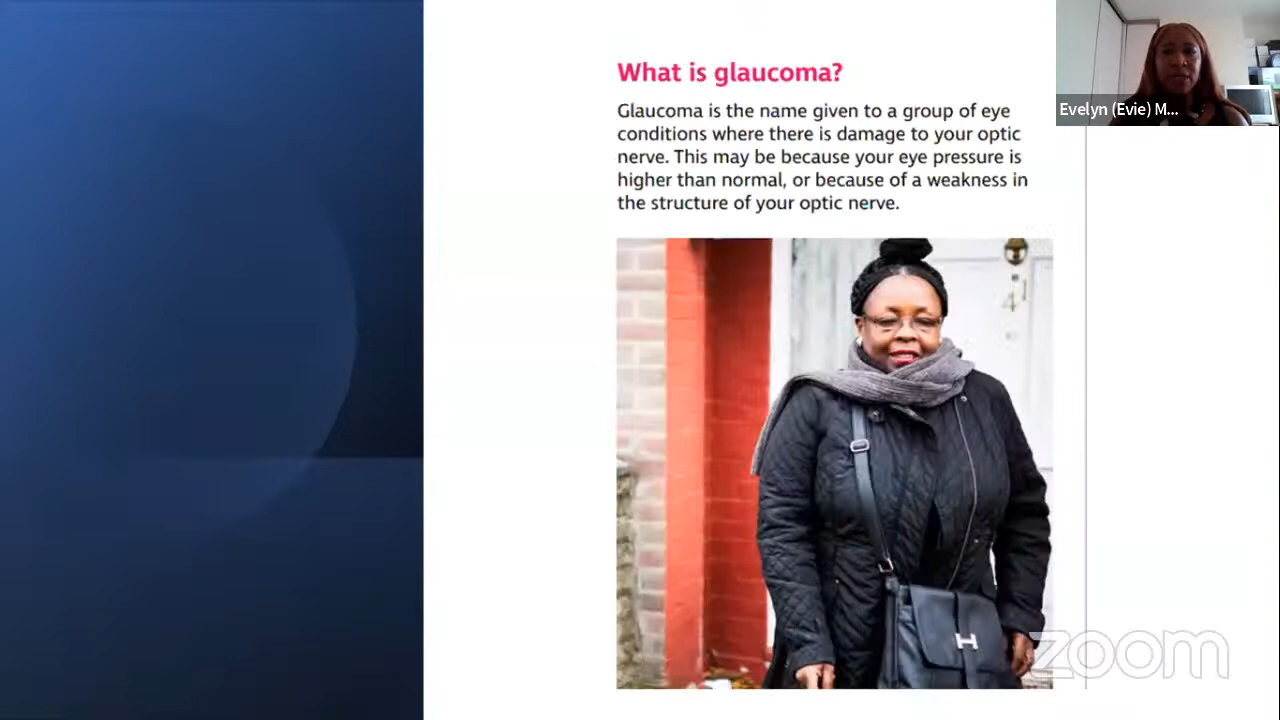 What is glaucoma?
Glaucoma is the name given to a group of eye
conditions where there is damage to your optic
nerve. This may be because your eye pressure is
higher than normal, or because of a weakness in
the structure of your optic nerve.
Evelyn (Evie) M...
41
H
zoom